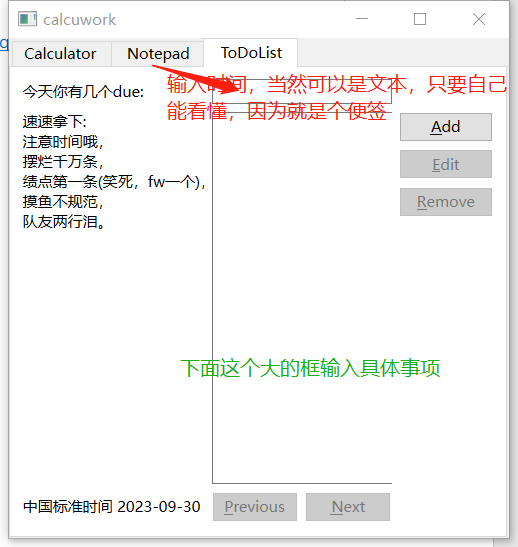 calcuwork
Calculator
Notepad
ToDoList
今天你有几个due:
输入时间，当然可以是文本，只要自己
能看懂，因为就是个便签
速速拿下:
注意时间哦，
摆烂千万条，
绩点第一条(笑死，fw一个)，
摸鱼不规范，
队友两行泪。
Add
Edit
Remove
下面这个大的框输入具体事项
中国标准时间 2023-09-30
Previous
Next